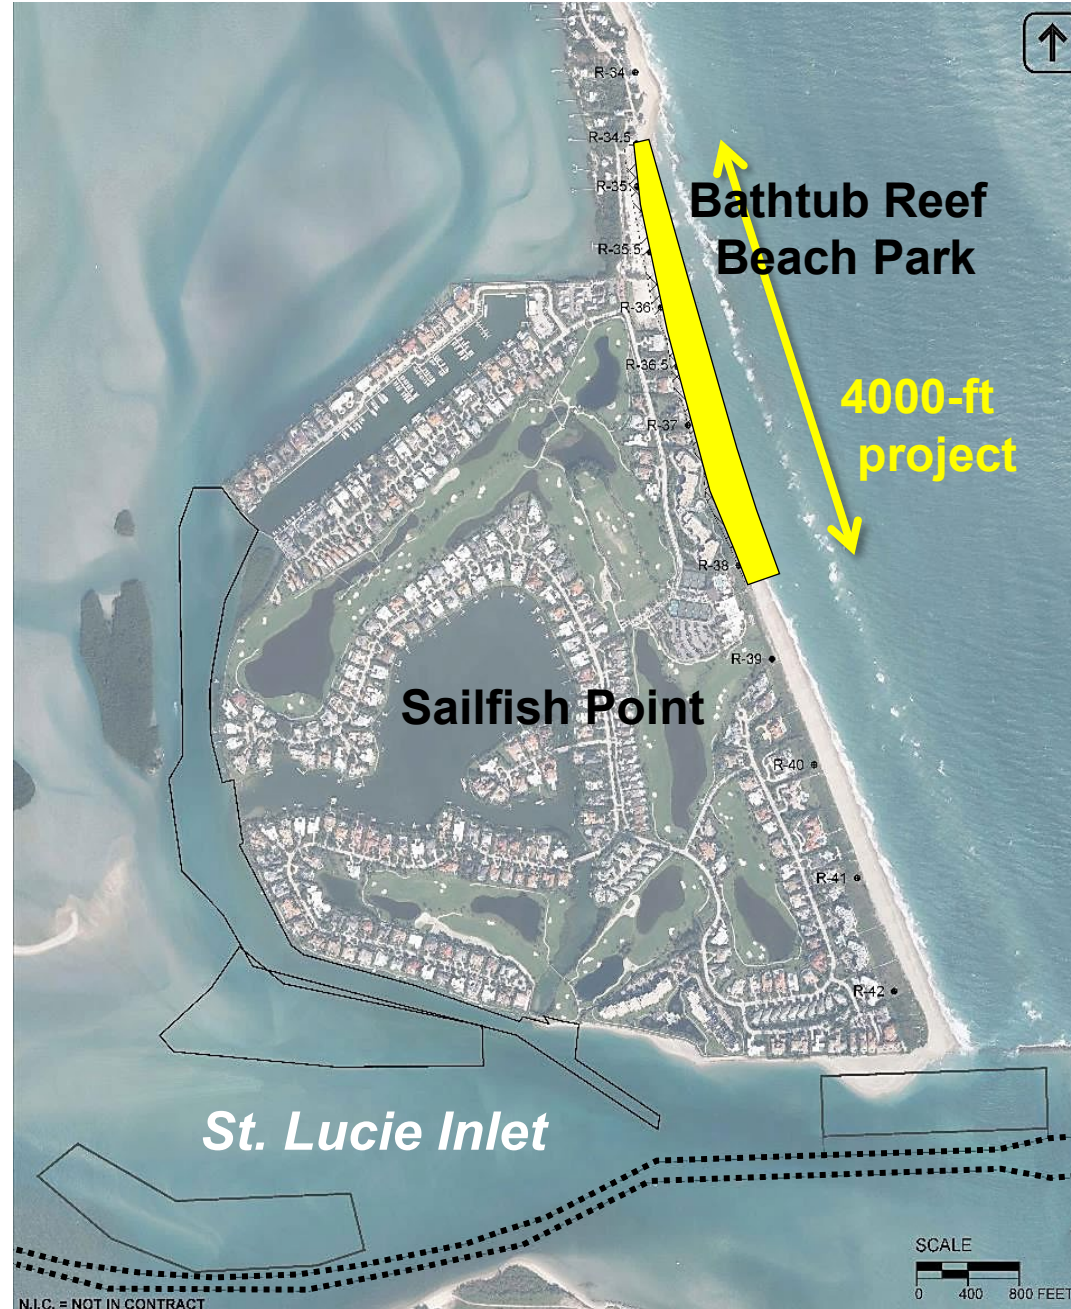 R-34
R-34.5
R-35
Bathtub Reef
Beach Park
R-35.5
R-36
R-36.5
4000-ft
project
R-37
R-38
R-39
Sailfish Point
R-40
R-41
R-42
St. Lucie Inlet
SCALE
0 400 800 FEET
N.I.C. = NOT IN CONTRACT